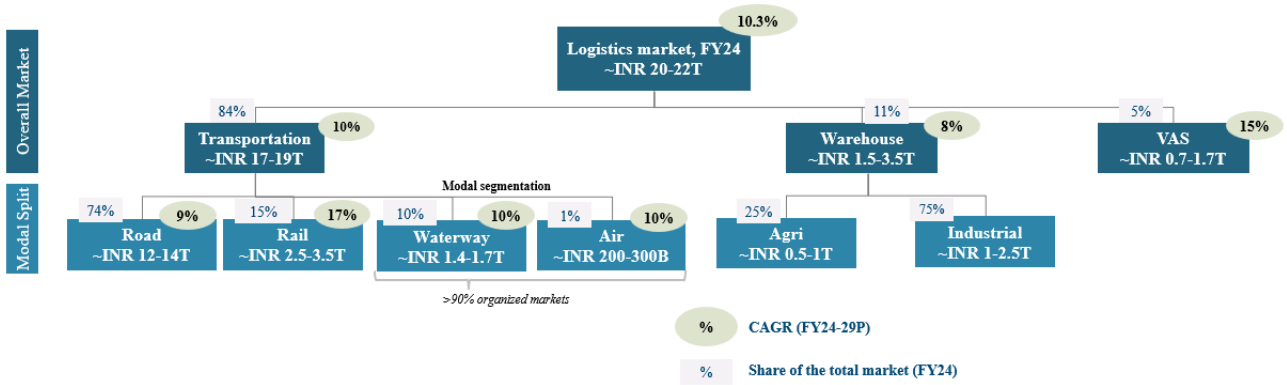 10.3%
Logistics market, FY24
~INR 20-22T
Overall Market
84%
Transportation
~INR 17-19T
10%
11%
Warehouse
~INR 1.5-3.5T
8%
5%
VAS
~INR 0.7-1.7T
15%
Modal segmentation
Modal Split
74%
Road
~INR 12-14T
9%
15%
Rail
~INR 2.5-3.5T
17%
10%
Waterway
~INR 1.4-1.7T
10%
1%
Air
~INR 200-300B
10%
25%
Agri
~INR 0.5-1T
75%
Industrial
~INR 1-2.5T
>90% organized markets
%
CAGR (FY24-29P)
%
Share of the total market (FY24)